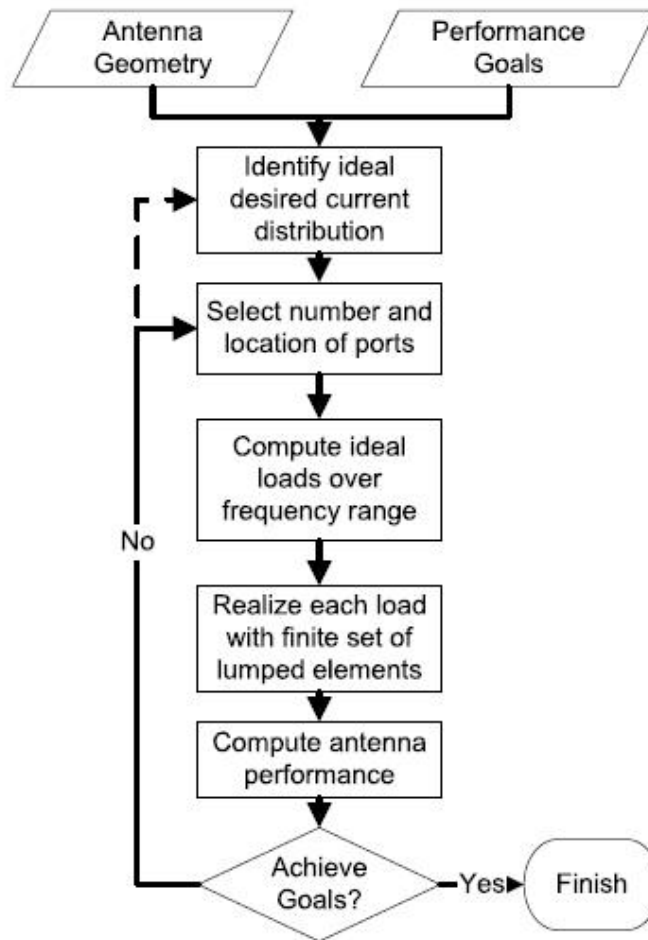 Antenna
Geometry
Performance
Goals
Identify ideal
desired current
distribution
Select number and
location of ports
Compute ideal
loads over
frequency range
No
Realize each load
with finite set of
lumped elements
Compute antenna
performance
Achieve
Goals?
Yes
Finish